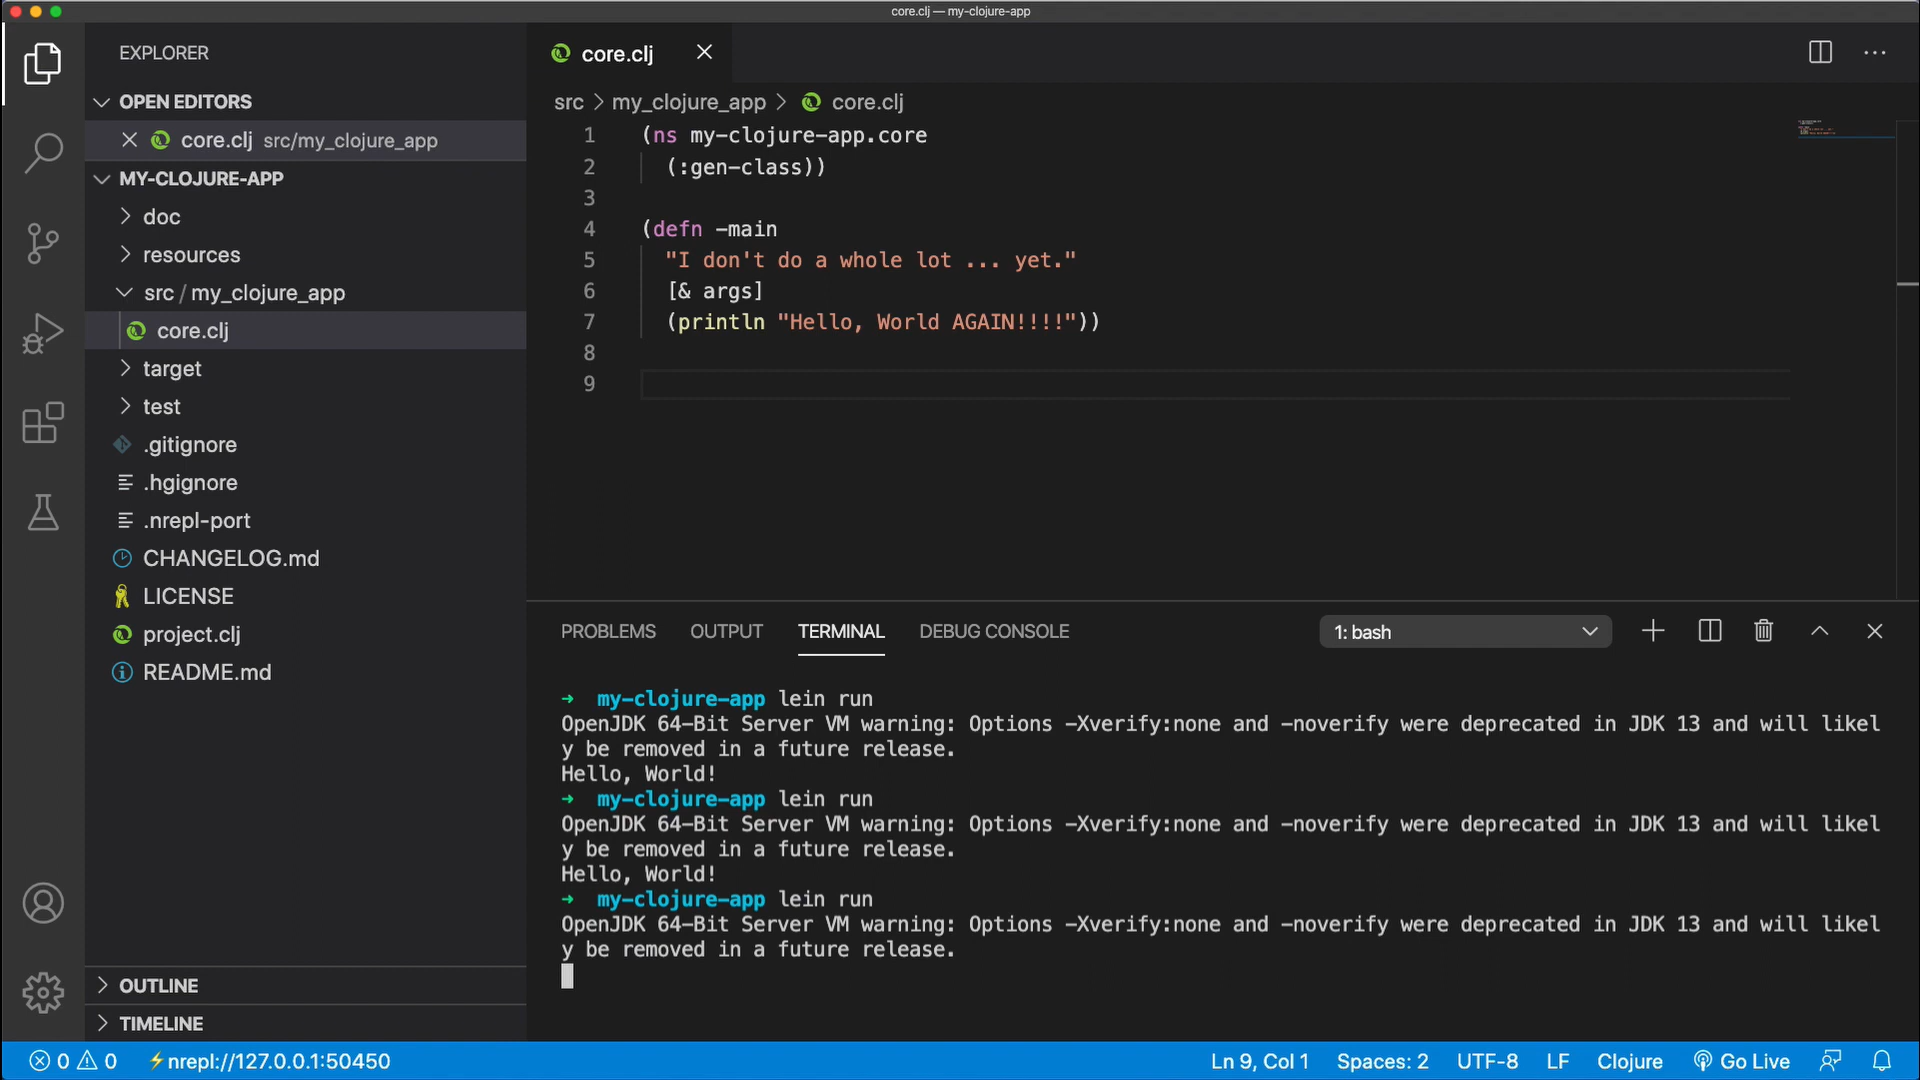 core.clj — my-clojure-app
EXPLORER
OPEN EDITORS
core.clj src/my_clojure_app
MY-CLOJURE-APP
doc
resources
src / my_clojure_app
core.clj
target
test
.gitignore
.hgignore
.nrepl-port
CHANGELOG.md
LICENSE
project.clj
README.md
OUTLINE
TIMELINE
core.clj
src > my_clojure_app > core.clj
1 (ns my-clojure-app.core
2 (:gen-class))
3
4 (defn -main
5 "I don't do a whole lot ... yet."
6 [& args]
7 (println "Hello, World AGAIN!!!!"))
8
9
PROBLEMS OUTPUT TERMINAL DEBUG CONSOLE 1: bash
➜ my-clojure-app lein run
OpenJDK 64-Bit Server VM warning: Options -Xverify:none and -noverify were deprecated in JDK 13 and will likel
y be removed in a future release.
Hello, World!
➜ my-clojure-app lein run
OpenJDK 64-Bit Server VM warning: Options -Xverify:none and -noverify were deprecated in JDK 13 and will likel
y be removed in a future release.
Hello, World!
➜ my-clojure-app lein run
OpenJDK 64-Bit Server VM warning: Options -Xverify:none and -noverify were deprecated in JDK 13 and will likel
y be removed in a future release.
0 0 ⚡nrepl://127.0.0.1:50450 Ln 9, Col 1 Spaces: 2 UTF-8 LF Clojure Go Live